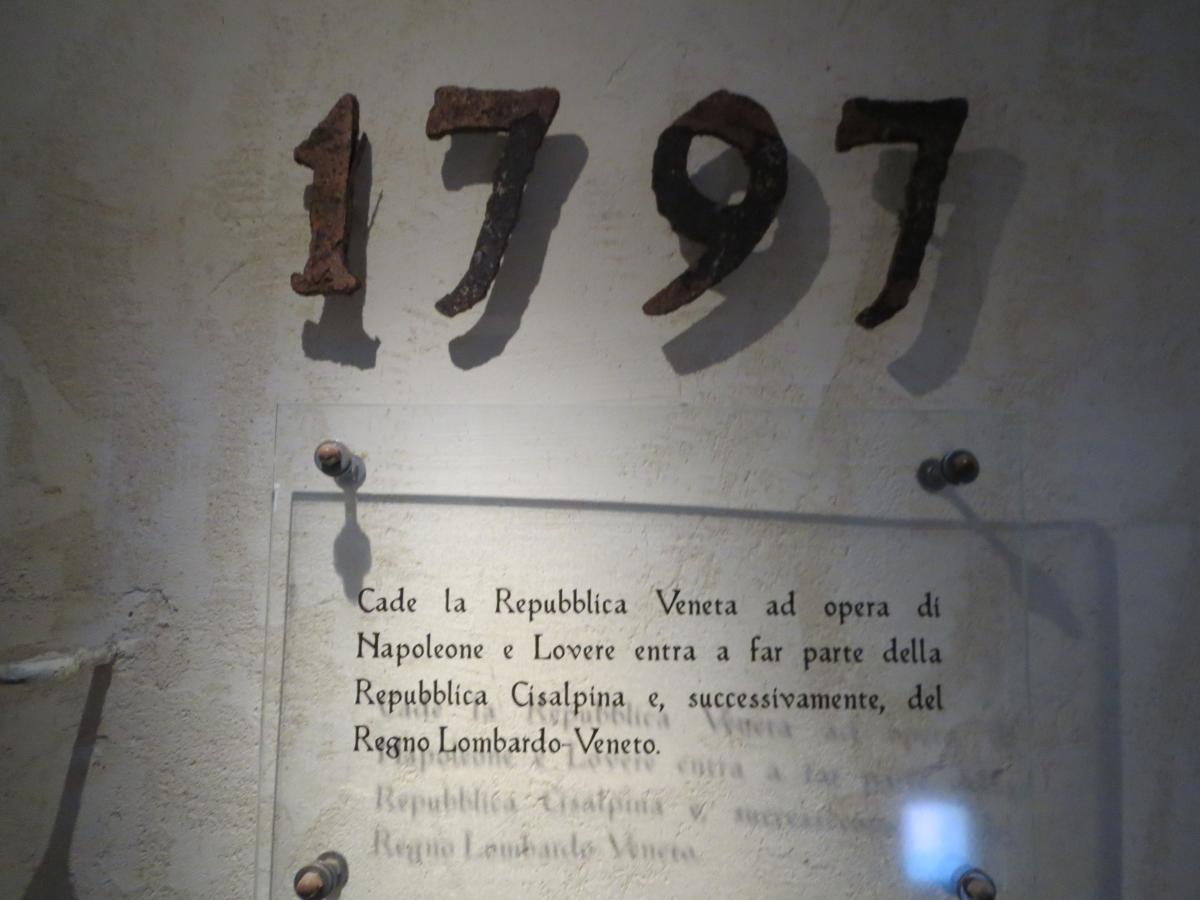 1797
Cade la Repubblica Veneta ad opera di
Napoleone e Lovere entra a far parte della
Repubblica Cisalpina e, successivamente, del
Regno Lombardo-Veneto.